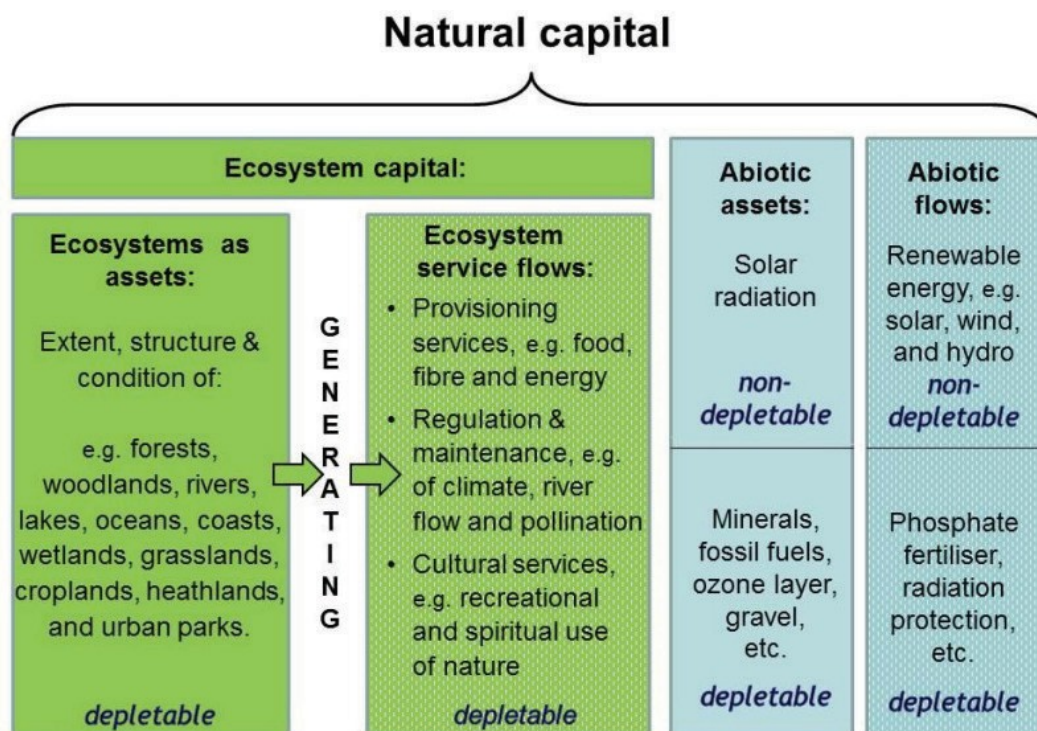 Natural capital
Ecosystem capital:
Ecosystems as
assets:
Extent, structure &
condition of:
e.g. forests,
woodlands, rivers,
lakes, oceans, coasts,
wetlands, grasslands,
croplands, heathlands,
and urban parks.
depletable
GENERATING
Ecosystem
service flows:
• Provisioning
services, e.g. food,
fibre and energy
• Regulation &
maintenance, e.g.
of climate, river
flow and pollination
• Cultural services,
e.g. recreational
and spiritual use
of nature
depletable
Abiotic
assets:
Solar
radiation
non-
depletable
Minerals,
fossil fuels,
ozone layer,
gravel,
etc.
depletable
Abiotic
flows:
Renewable
energy, e.g.
solar, wind,
and hydro
non-
depletable
Phosphate
fertiliser,
radiation
protection,
etc.
depletable